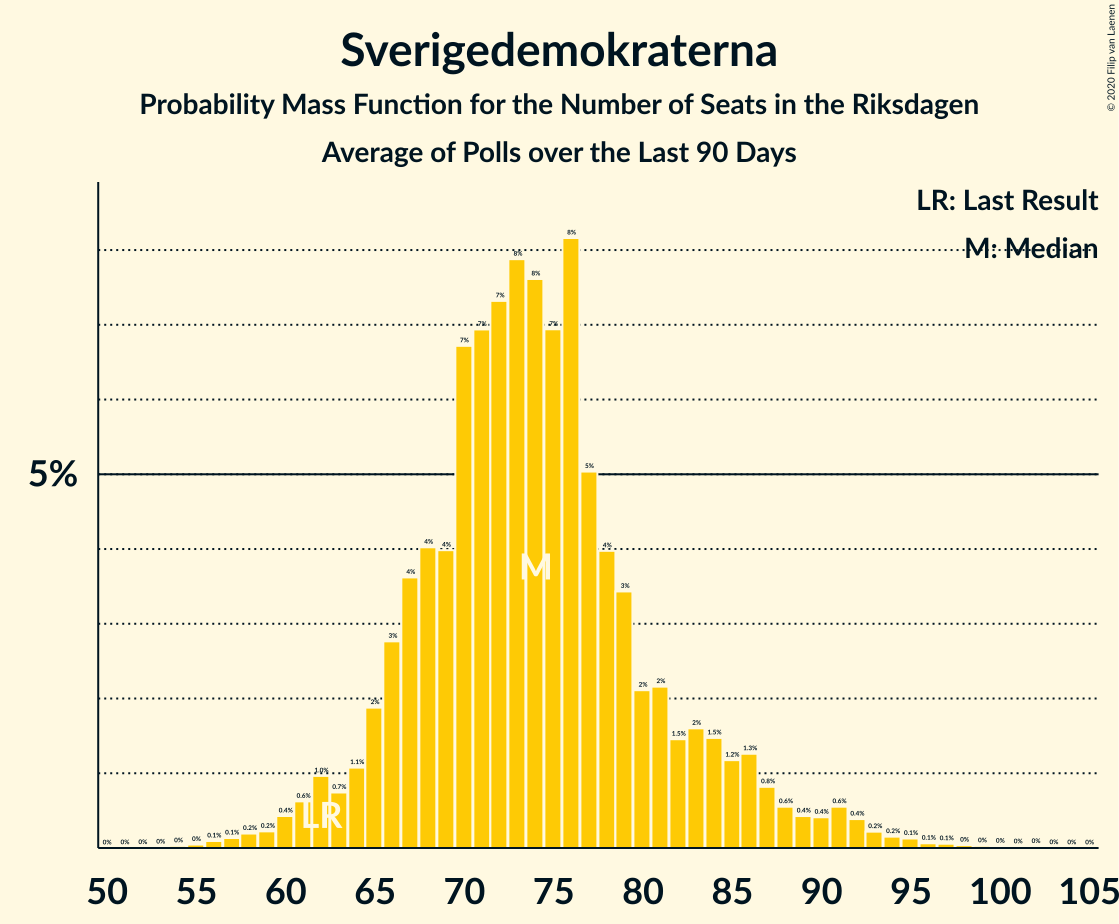 Sverigedemokraterna
Probability Mass Function for the Number of Seats in the Riksdagen
Average of Polls over the Last 90 Days
© 2020 Filip van Laenen
LR: Last Result
M: Median
5%
0% 0% 0% 0% 0% 0% 0.1% 0.1% 0.2% 0.2% 0.4% 0.6% 1.0% 0.7% 1.1% 2% 3% 4% 4% 4% 7% 7% 7% 8% 8% 7% 8% 5% 4% 3% 2% 2% 1.5% 2% 1.5% 1.2% 1.3% 0.8% 0.6% 0.4% 0.4% 0.6% 0.4% 0.2% 0.2% 0.1% 0.1% 0.1% 0% 0% 0% 0% 0% 0% 0% 0%
M
LR
50 55 60 65 70 75 80 85 90 95 100 105